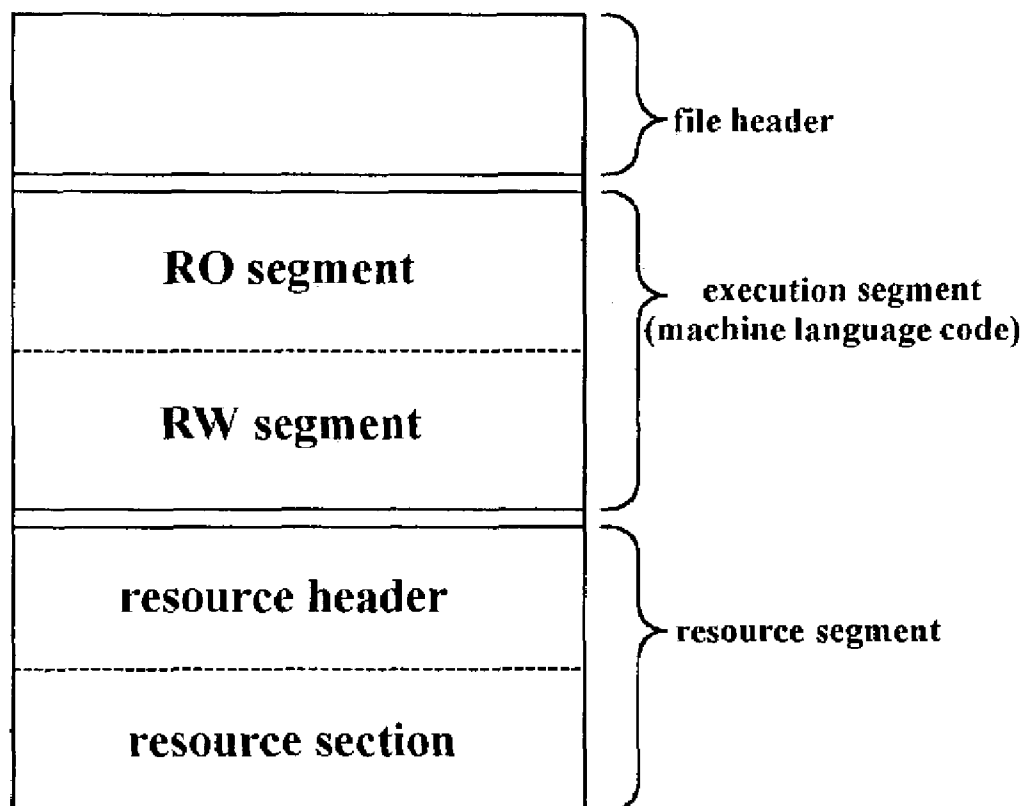 file header
RO segment
execution segment
(machine language code)
RW segment
resource header
resource segment
resource section